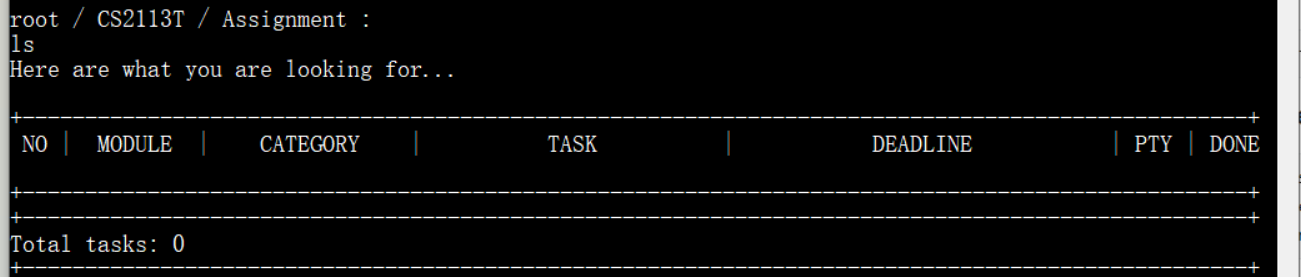 root / CS2113T / Assignment :
ls
Here are what you are looking for...
+---------------------------------------------------------------------------------------------------+
NO | MODULE | CATEGORY | TASK | DEADLINE | PTY | DONE
+---------------------------------------------------------------------------------------------------+
+---------------------------------------------------------------------------------------------------+
Total tasks: 0
+---------------------------------------------------------------------------------------------------+